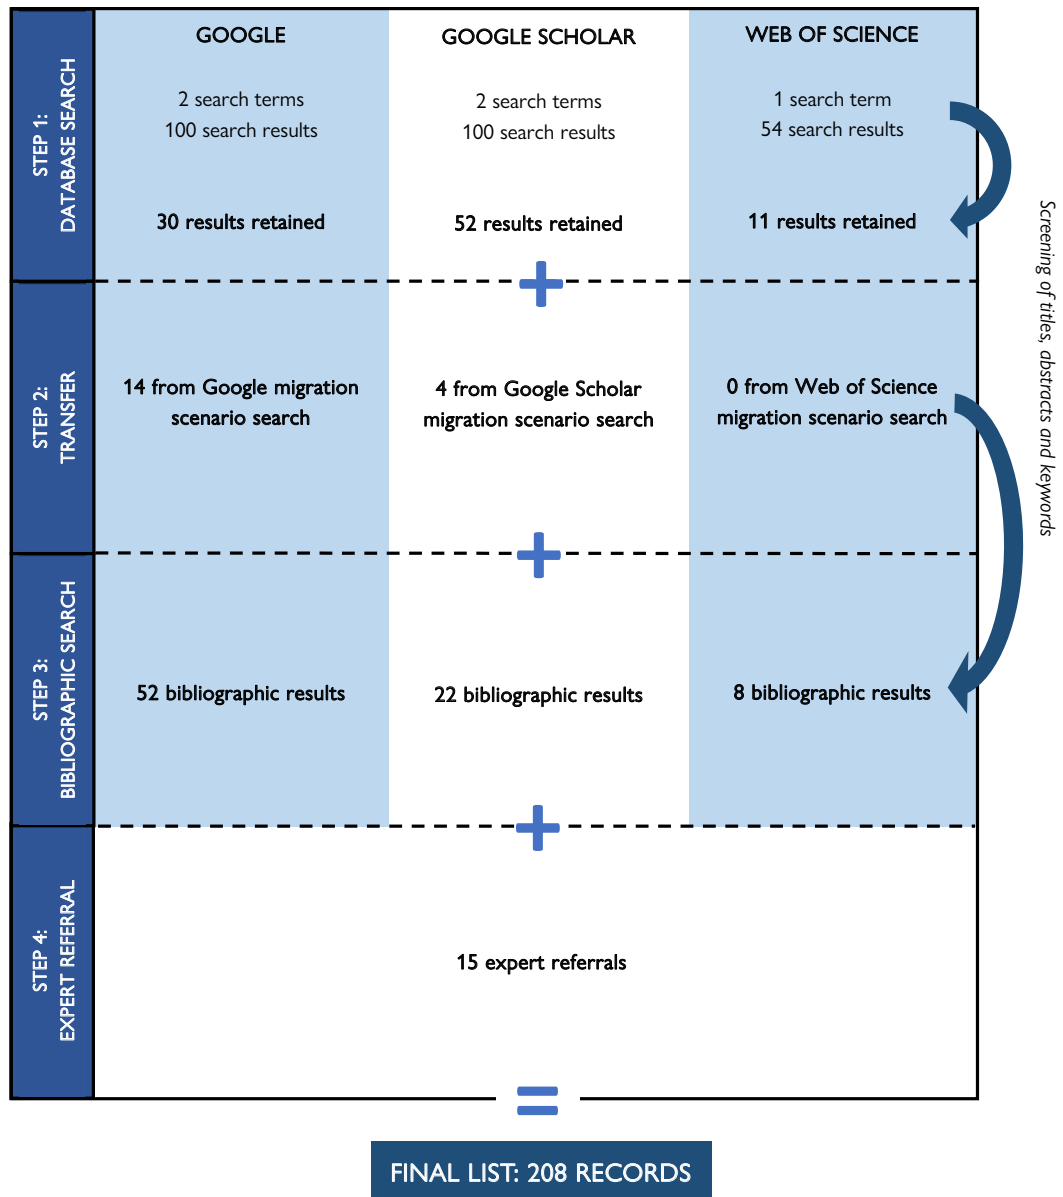 GOOGLE
GOOGLE SCHOLAR
WEB OF SCIENCE
STEP 1:
DATABASE SEARCH
2 search terms
100 search results
2 search terms
100 search results
1 search term
54 search results
30 results retained
52 results retained
11 results retained
Screening of titles, abstracts and keywords
+
STEP 2:
TRANSFER
14 from Google migration
scenario search
4 from Google Scholar
migration scenario search
0 from Web of Science
migration scenario search
+
STEP 3:
BIBLIOGRAPHIC SEARCH
52 bibliographic results
22 bibliographic results
8 bibliographic results
+
STEP 4:
EXPERT REFERRAL
15 expert referrals
=
FINAL LIST: 208 RECORDS